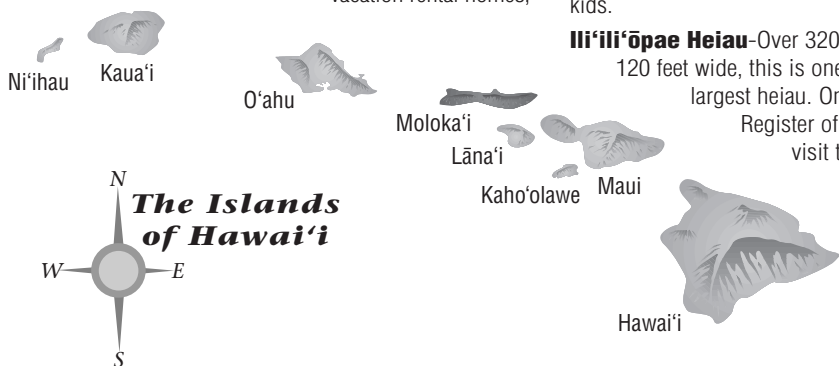 vacation rental homes,
kids.
Ili‘ili‘ōpae Heiau-Over 320
120 feet wide, this is one
largest heiau. On
Register of
visit t
Ni‘ihau
Kaua‘i
O‘ahu
Moloka‘i
Lāna‘i
Kaho‘olawe
Maui
Hawai‘i
The Islands
of Hawai‘i
N
W
E
S